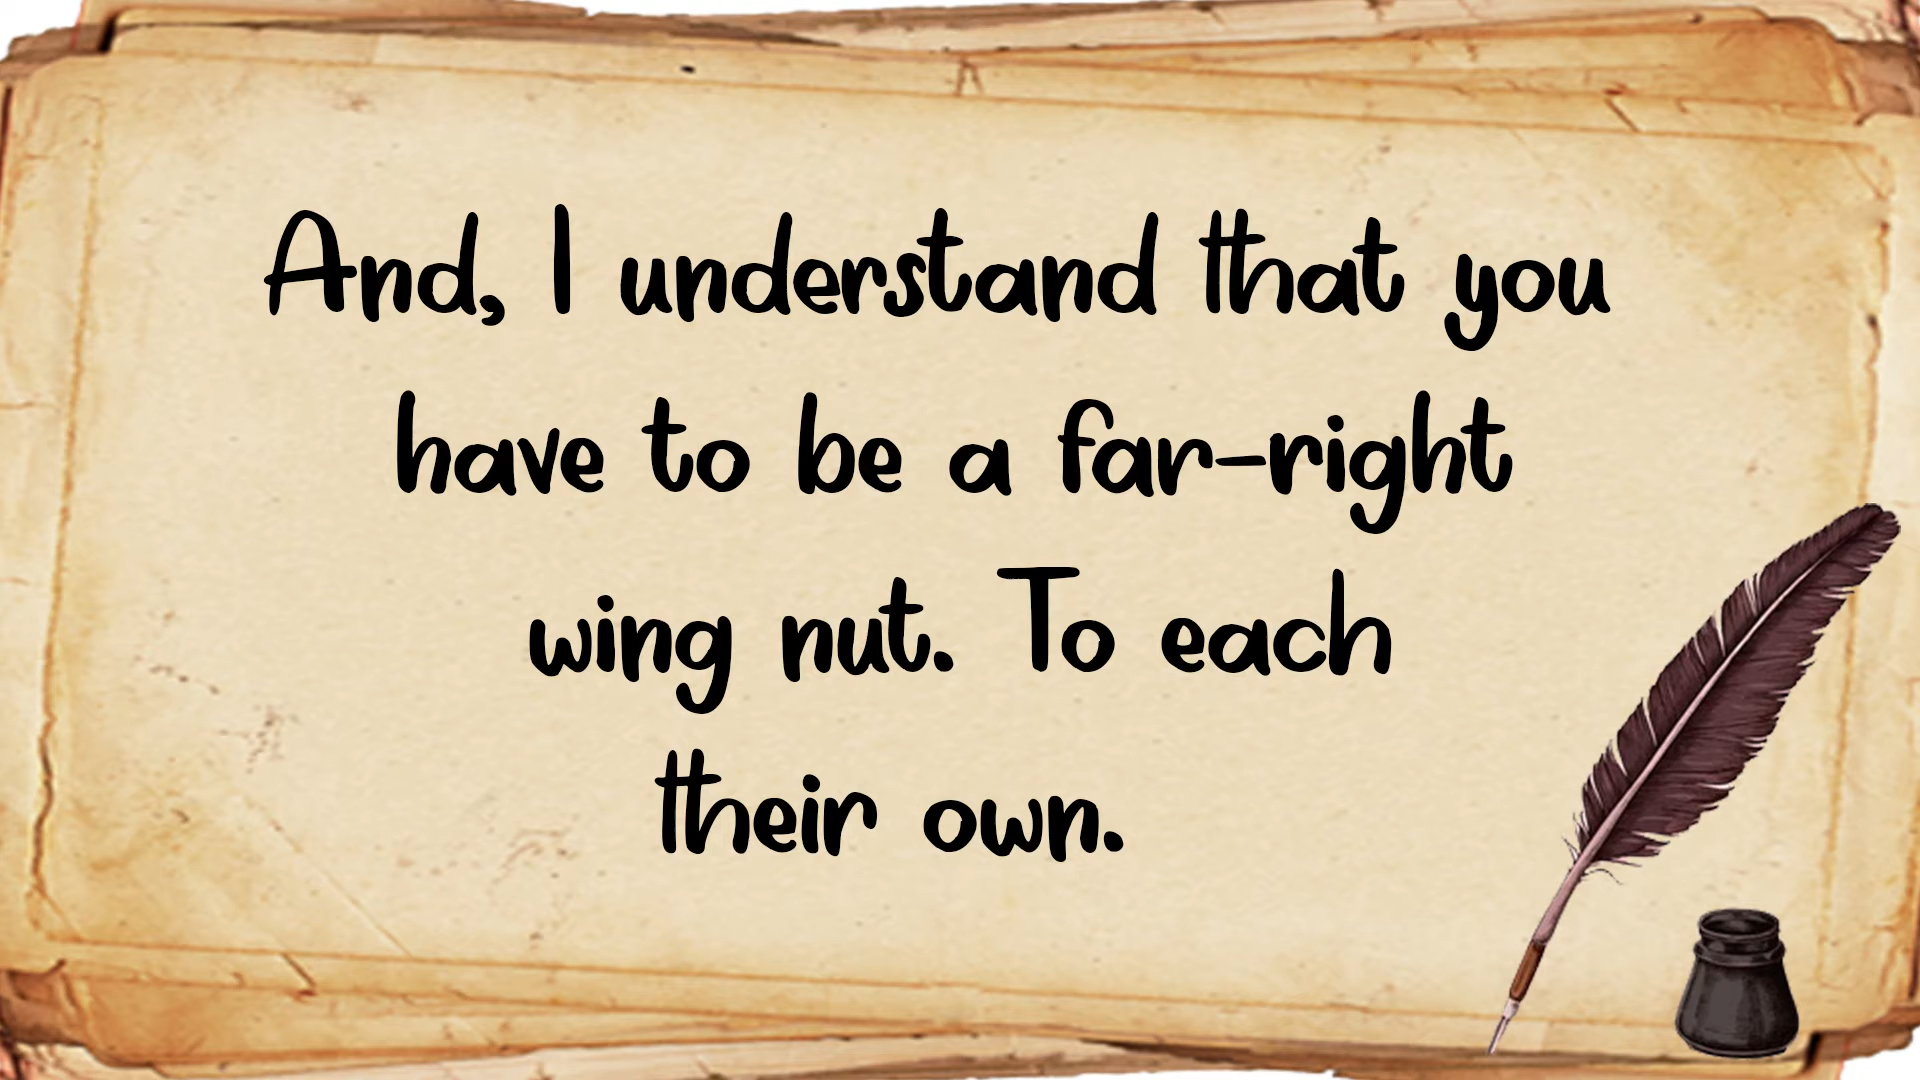 And, I understand that you
have to be a far-right
wing nut. To each
their own.